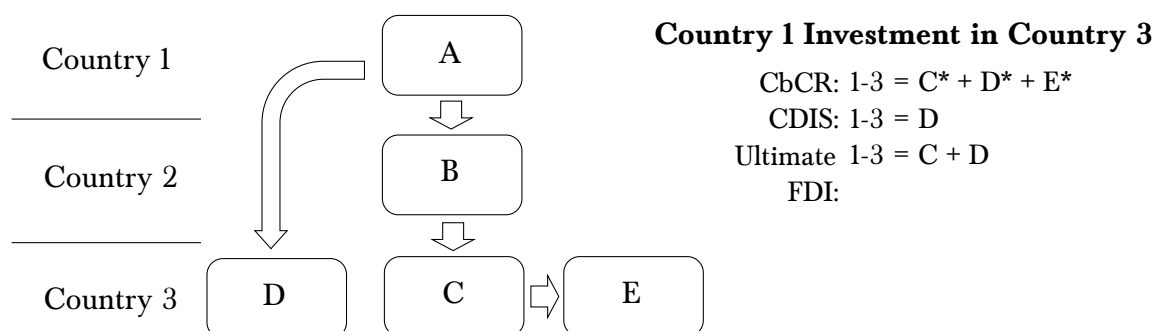 Country 1
A
Country 2
B
Country 3
D
C
E
Country 1 Investment in Country 3
CbCR: 1-3 = C* + D* + E*
CDIS: 1-3 = D
Ultimate 1-3 = C + D
FDI: